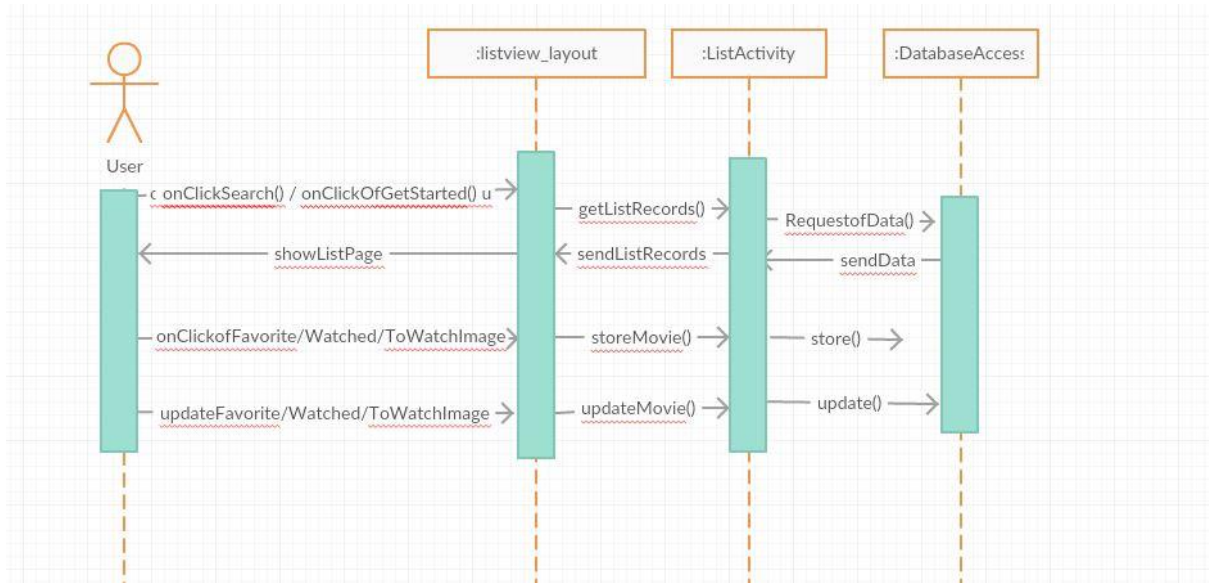 :listview_layout
:ListActivity
:DatabaseAcces
User
c onClickSearch() / onClickOfGetStarted() u
getListRecords()
RequestofData()
showListPage
sendListRecords
sendData
onClickofFavorite/Watched/ToWatchImage
storeMovie()
store()
updateFavorite/Watched/ToWatchImage
updateMovie()
update()